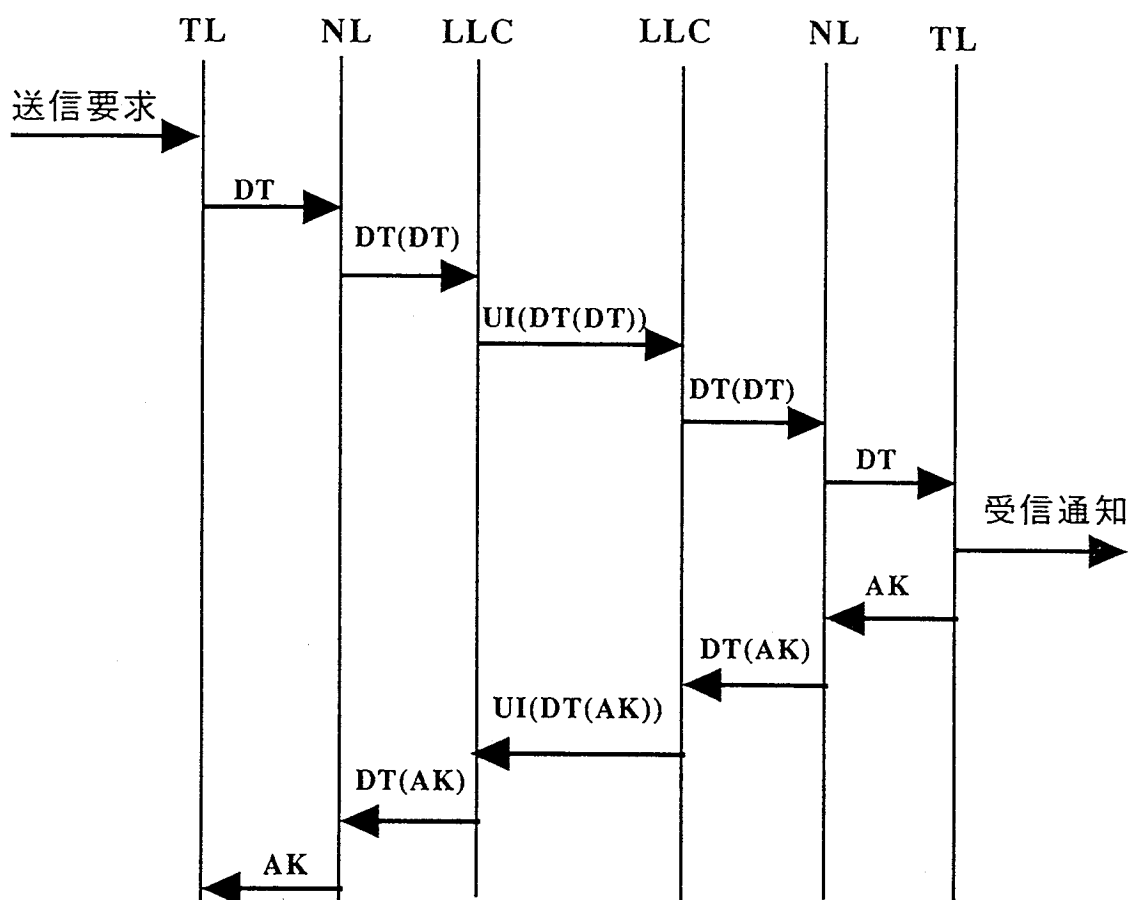 TL NL LLC LLC NL TL
送信要求
DT
DT(DT)
UI(DT(DT))
DT(DT)
DT
受信通知
AK
DT(AK)
UI(DT(AK))
DT(AK)
AK